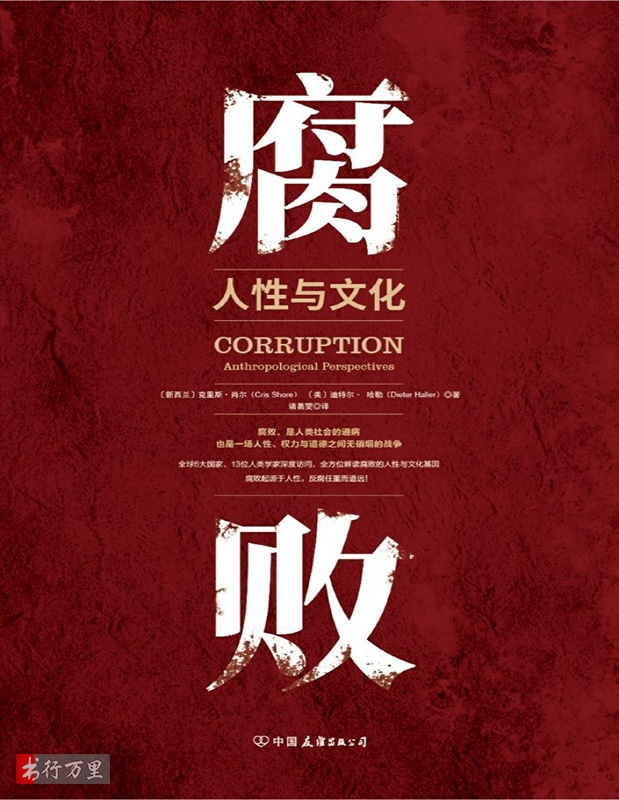 腐
人性与文化
CORRUPTION
Anthropological Perspectives
〔新西兰〕克里斯·肖尔（Cris Shore）〔美〕迪特尔· 哈勒（Dieter Haller）◎著
诸葛雯◎译
腐败，是人类社会的通病
也是一场人性、权力与道德之间无硝烟的战争
全球6大国家、13位人类学家深度访问，全方位解读腐败的人性与文化基因
腐败起源于人性，反腐任重而道远！
败
中国友谊出版公司
书行万里